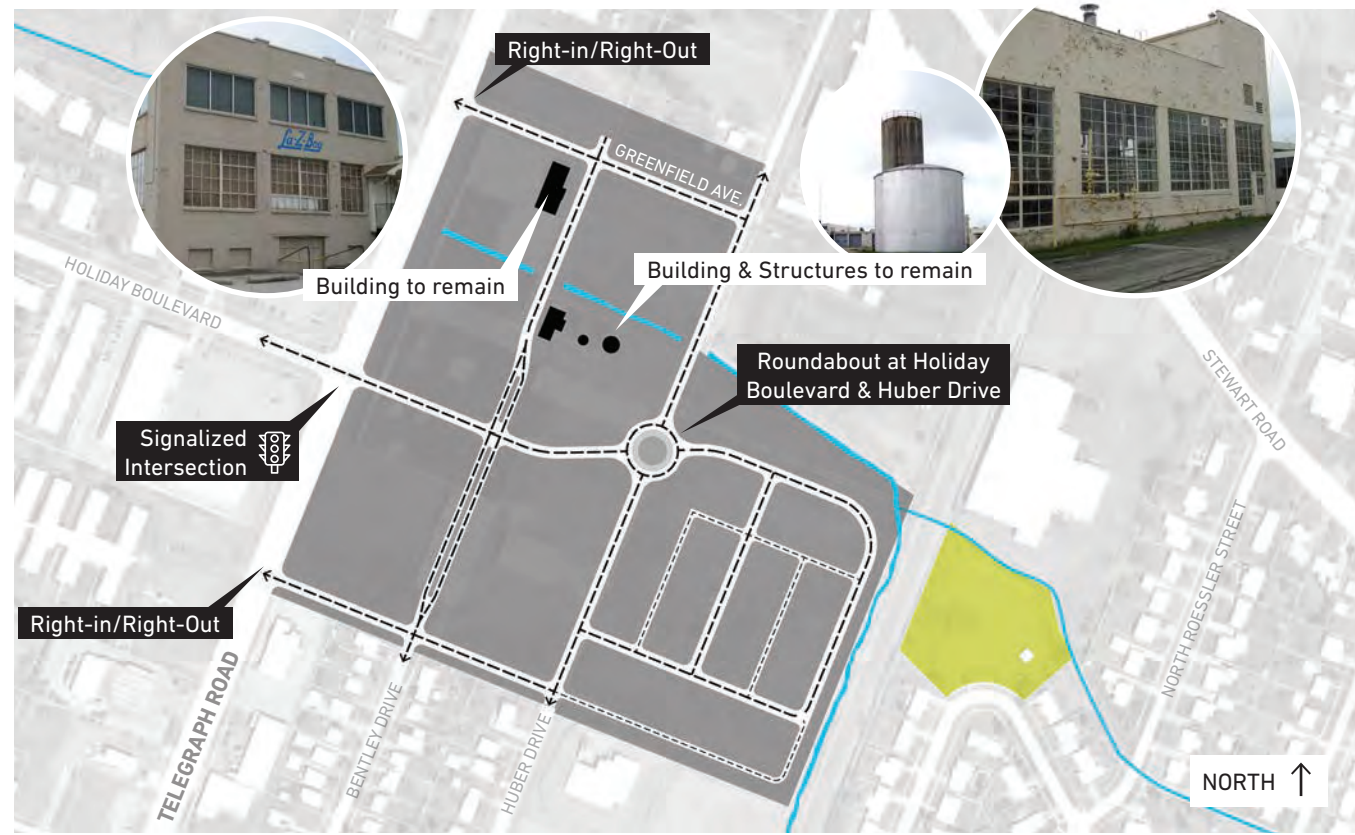 Right-in/Right-Out
La-Z-Boy
GREENFIELD AVE.
Building to remain
Building & Structures to remain
HOLIDAY BOULEVARD
Roundabout at Holiday
Boulevard & Huber Drive
STEWART ROAD
Signalized
Intersection
Right-in/Right-Out
TELEGRAPH ROAD
BENTLEY DRIVE
HUBER DRIVE
NORTH ROESSLER STREET
NORTH ↑